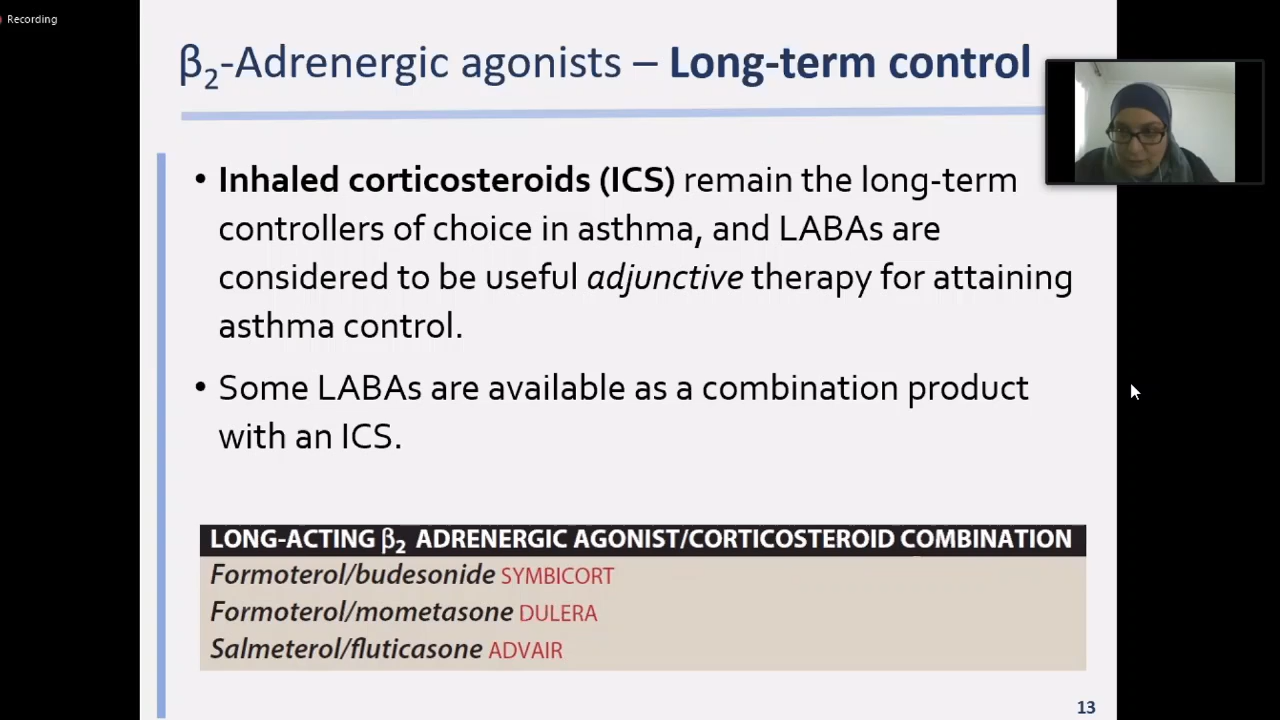 Recording
β2-Adrenergic agonists – Long-term control
• Inhaled corticosteroids (ICS) remain the long-term
controllers of choice in asthma, and LABAs are
considered to be useful adjunctive therapy for attaining
asthma control.
• Some LABAs are available as a combination product
with an ICS.
LONG-ACTING β2 ADRENERGIC AGONIST/CORTICOSTEROID COMBINATION
Formoterol/budesonide SYMBICORT
Formoterol/mometasone DULERA
Salmeterol/fluticasone ADVAIR
13